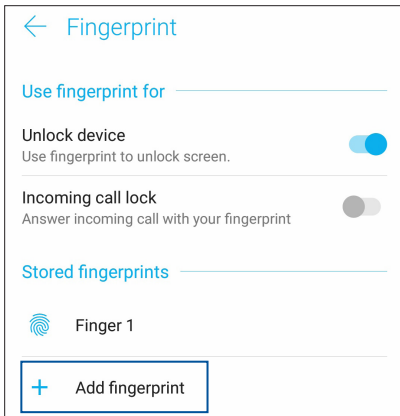 Fingerprint
Use fingerprint for
Unlock device
Use fingerprint to unlock screen.
Incoming call lock
Answer incoming call with your fingerprint
Stored fingerprints
Finger 1
+ Add fingerprint